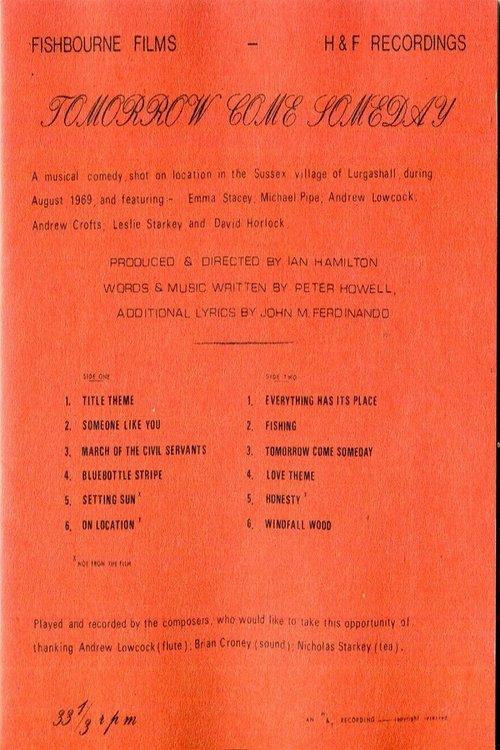 FISHBOURNE FILMS – H & F RECORDINGS
TOMORROW COME SOMEDAY
A musical comedy, shot on location in the Sussex village of Lurgashall, during
August 1969, and featuring - Emma Stacey, Michael Pipe, Andrew Lowcock,
Andrew Crofts, Leslie Starkey and David Horlock
PRODUCED & DIRECTED BY IAN HAMILTON
WORDS & MUSIC WRITTEN BY PETER HOWELL,
ADDITIONAL LYRICS BY JOHN M. FERDINANDO
SIDE ONE
1. TITLE THEME
2. SOMEONE LIKE YOU
3. MARCH OF THE CIVIL SERVANTS
4. BLUEBOTTLE STRIPE
5. SETTING SUN x
6. ON LOCATION x
x NOT FROM THE FILM
SIDE TWO
1. EVERYTHING HAS ITS PLACE
2. FISHING
3. TOMORROW COME SOMEDAY
4. LOVE THEME
5. HONESTY x
6. WINDFALL WOOD
Played and recorded by the composers, who would like to take this opportunity of
thanking Andrew Lowcock (flute); Brian Croney (sound); Nicholas Starkey (tea).
33 1/3 rpm
AN H & F RECORDING — copyright reserved